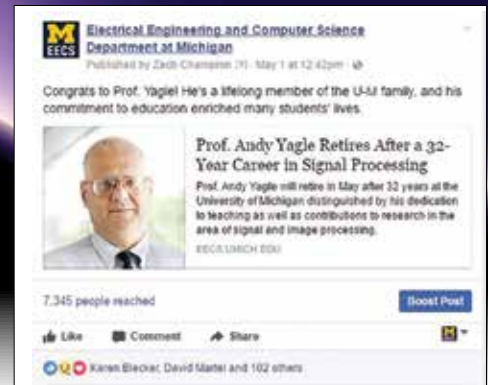 M
EECS
Electrical Engineering and Computer Science
Department at Michigan
Published by Zach Champion · May 1 at 12:42pm ·
Congrats to Prof. Yagle! He's a lifelong member of the U-M family, and his
commitment to education enriched many students' lives.
Prof. Andy Yagle Retires After a 32-
Year Career in Signal Processing
Prof. Andy Yagle will retire in May after 32 years at the
University of Michigan distinguished by his dedication
to teaching as well as contributions to research in the
area of signal and image processing.
EECS.UMICH.EDU
7,345 people reached
Boost Post
Like Comment Share
Karen Blecker, David Martel and 102 others